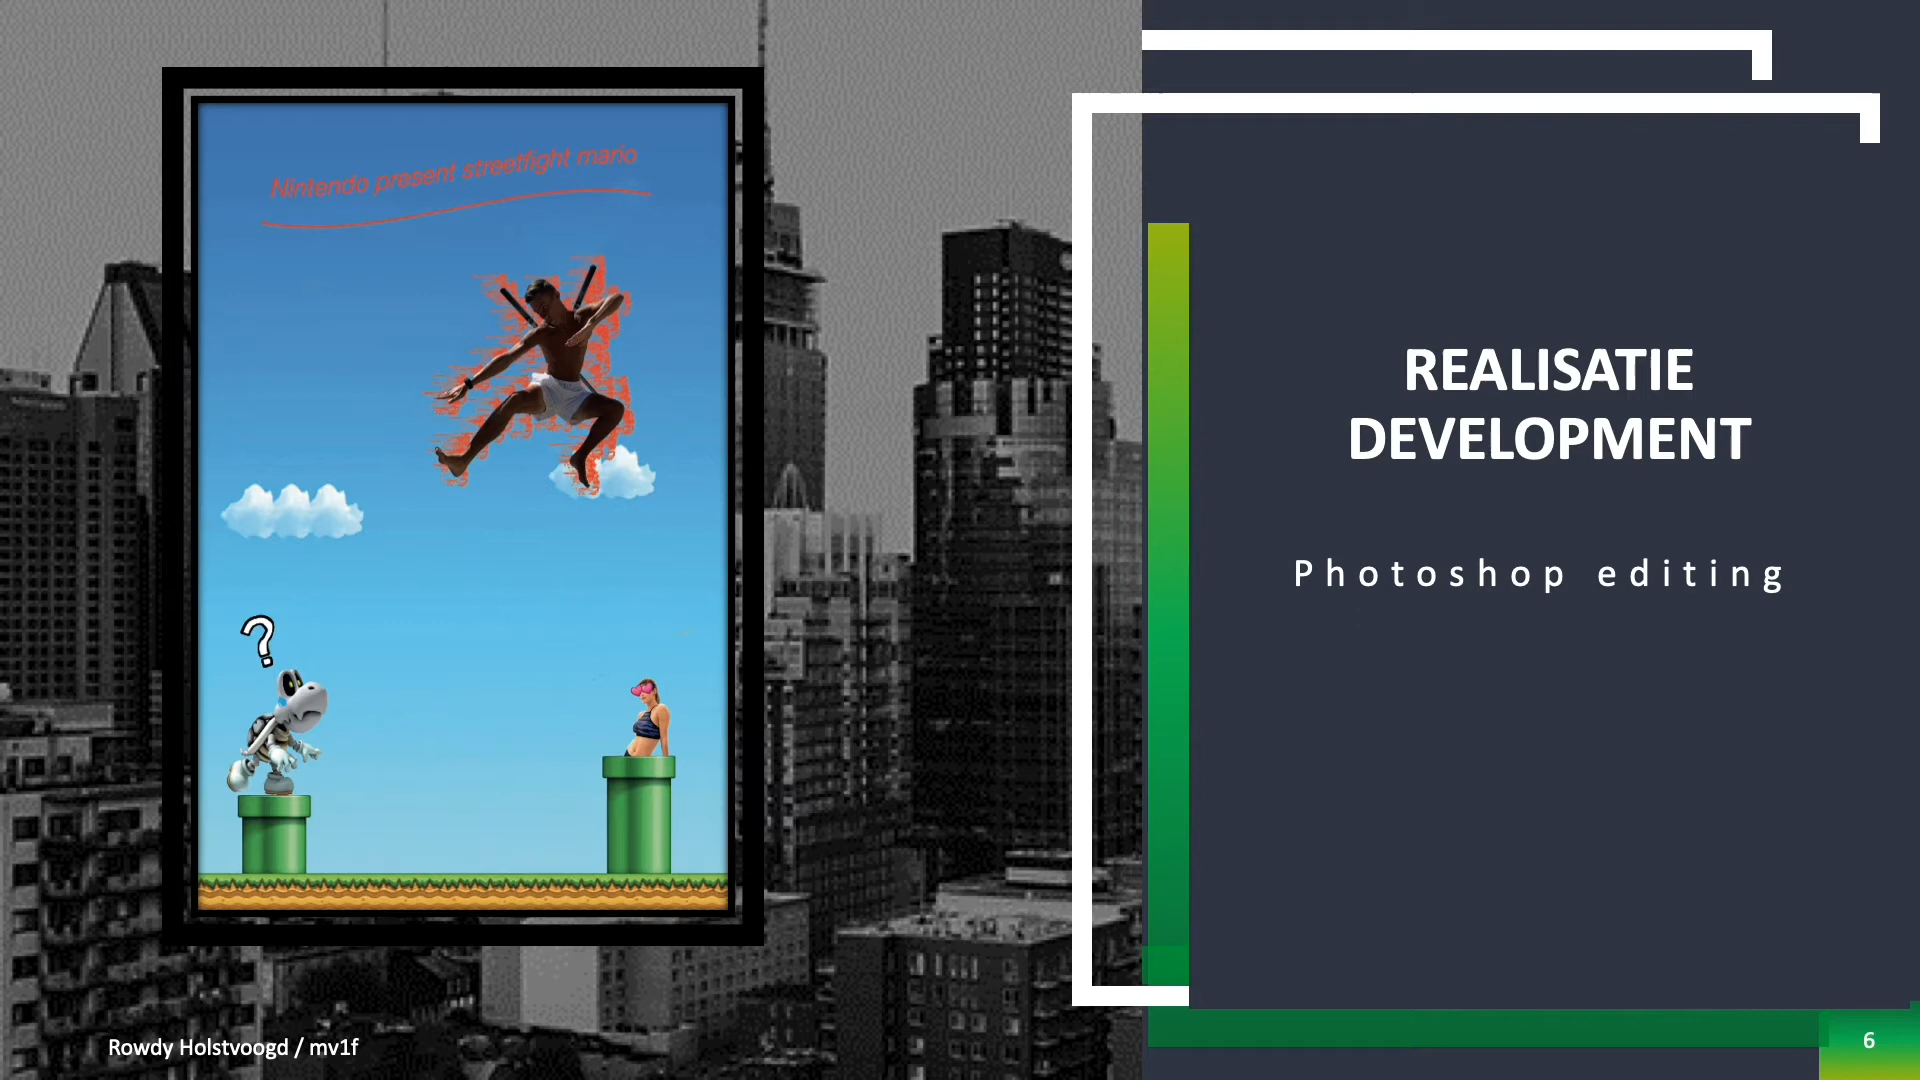 Nintendo present streetfight mario
?
REALISATIE
DEVELOPMENT
Photoshop editing
Rowdy Holstvoogd / mv1f
6